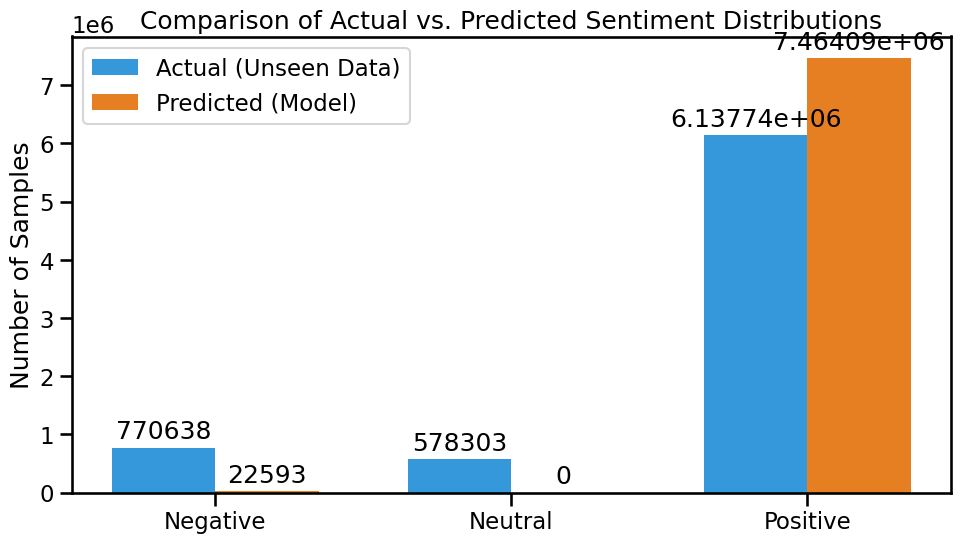 Comparison of Actual vs. Predicted Sentiment Distributions
1e6
Actual (Unseen Data)
Predicted (Model)
Number of Samples
7
6
5
4
3
2
1
0
770638
22593
578303
0
6.13774e+06
7.46409e+06
Negative
Neutral
Positive